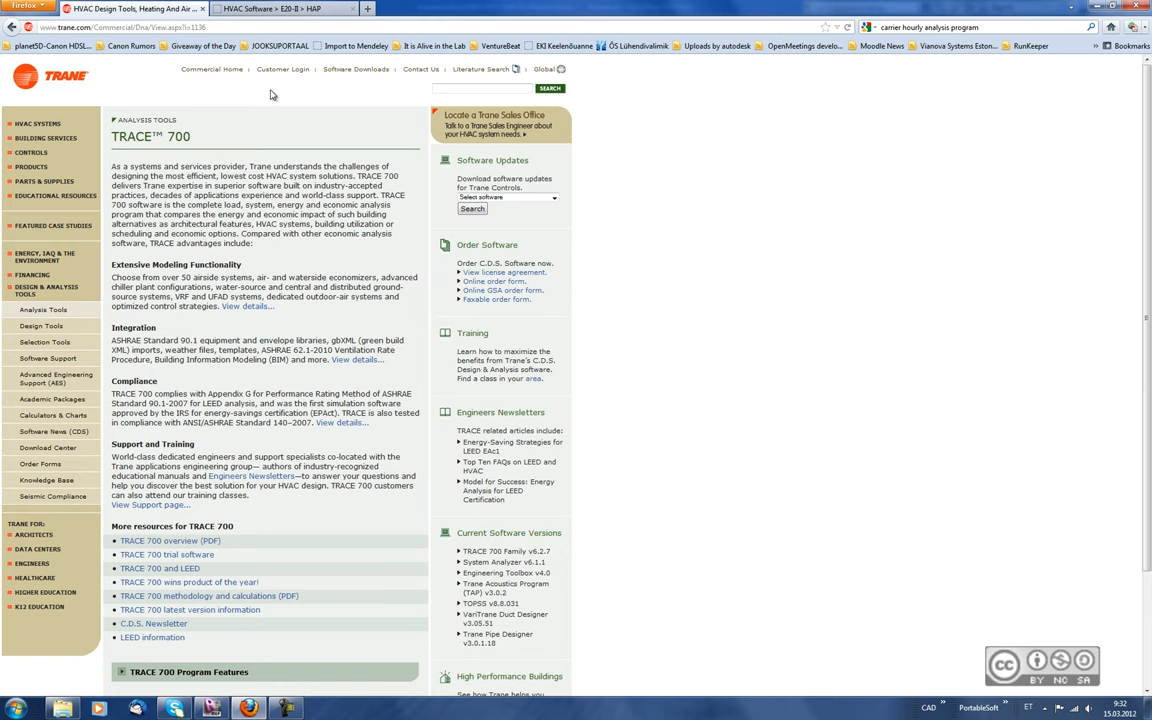 Firefox
HVAC Design Tools, Heating And Air ...
HVAC Software > E20-II > HAP
www.trane.com/Commercial/Dna/View.aspx?i=1136
carrier hourly analysis program
planet5D-Canon HDSL...
Canon Rumors
Giveaway of the Day
JOOKSUPORTAAL
Import to Mendeley
It is Alive in the Lab
VentureBeat
EKI Keelenõuanne
ÕS Lühendivalimik
Uploads by autodesk
OpenMeetings develo...
Moodle News
Vianova Systems Eston...
RunKeeper
Bookmarks
TRANE
Commercial Home
Customer Login
Software Downloads
Contact Us
Literature Search
Global
SEARCH
HVAC SYSTEMS
BUILDING SERVICES
CONTROLS
PRODUCTS
PARTS & SUPPLIES
EDUCATIONAL RESOURCES
FEATURED CASE STUDIES
ENERGY, IAQ & THE
ENVIRONMENT
FINANCING
DESIGN & ANALYSIS
TOOLS
Analysis Tools
Design Tools
Selection Tools
Software Support
Advanced Engineering
Support (AES)
Academic Packages
Calculators & Charts
Software News (CDS)
Download Center
Order Forms
Knowledge Base
Seismic Compliance
TRANE FOR:
ARCHITECTS
DATA CENTERS
ENGINEERS
HEALTHCARE
HIGHER EDUCATION
K12 EDUCATION
ANALYSIS TOOLS
TRACE™ 700
As a systems and services provider, Trane understands the challenges of
designing the most efficient, lowest cost HVAC system solutions. TRACE 700
delivers Trane expertise in superior software built on industry-accepted
practices, decades of applications experience and world-class support. TRACE
700 software is the complete load, system, energy and economic analysis
program that compares the energy and economic impact of such building
alternatives as architectural features, HVAC systems, building utilization or
scheduling and economic options. Compared with other economic analysis
software, TRACE advantages include:
Extensive Modeling Functionality
Choose from over 50 airside systems, air- and waterside economizers, advanced
chiller plant configurations, water-source and central and distributed ground-
source systems, VRF and UFAD systems, dedicated outdoor-air systems and
optimized control strategies. View details...
Integration
ASHRAE Standard 90.1 equipment and envelope libraries, gbXML (green build
XML) imports, weather files, templates, ASHRAE 62.1-2010 Ventilation Rate
Procedure, Building Information Modeling (BIM) and more. View details...
Compliance
TRACE 700 complies with Appendix G for Performance Rating Method of ASHRAE
Standard 90.1-2007 for LEED analysis, and was the first simulation software
approved by the IRS for energy-savings certification (EPAct). TRACE is also tested
in compliance with ANSI/ASHRAE Standard 140–2007. View details...
Support and Training
World-class dedicated engineers and support specialists co-located with the
Trane applications engineering group— authors of industry-recognized
educational manuals and Engineers Newsletters—to answer your questions and
help you discover the best solution for your HVAC design. TRACE 700 customers
can also attend our training classes.
View Support page...
More resources for TRACE 700
TRACE 700 overview (PDF)
TRACE 700 trial software
TRACE 700 and LEED
TRACE 700 wins product of the year!
TRACE 700 methodology and calculations (PDF)
TRACE 700 latest version information
C.D.S. Newsletter
LEED information
TRACE 700 Program Features
Locate a Trane Sales Office
Talk to a Trane Sales Engineer about
your HVAC system needs.
Software Updates
Download software updates
for Trane Controls.
Select software
Search
Order Software
Order C.D.S. Software now.
View license agreement.
Online order form.
Online GSA order form.
Faxable order form.
Training
Learn how to maximize the
benefits from Trane's C.D.S.
Design & Analysis software.
Find a class in your area.
Engineers Newsletters
TRACE related articles include:
Energy-Saving Strategies for
LEED EAc1
Top Ten FAQs on LEED and
HVAC
Model for Success: Energy
Analysis for LEED
Certification
Current Software Versions
TRACE 700 Family v6.2.7
System Analyzer v6.1.1
Engineering Toolbox v4.0
Trane Acoustics Program
(TAP) v3.0.2
TOPSS v8.8.031
VariTrane Duct Designer
v3.05.51
Trane Pipe Designer
v3.0.1.18
High Performance Buildings
See how Trane helps you
cc BY NC SA
CAD
PortableSoft
ET
9:32
15.03.2012